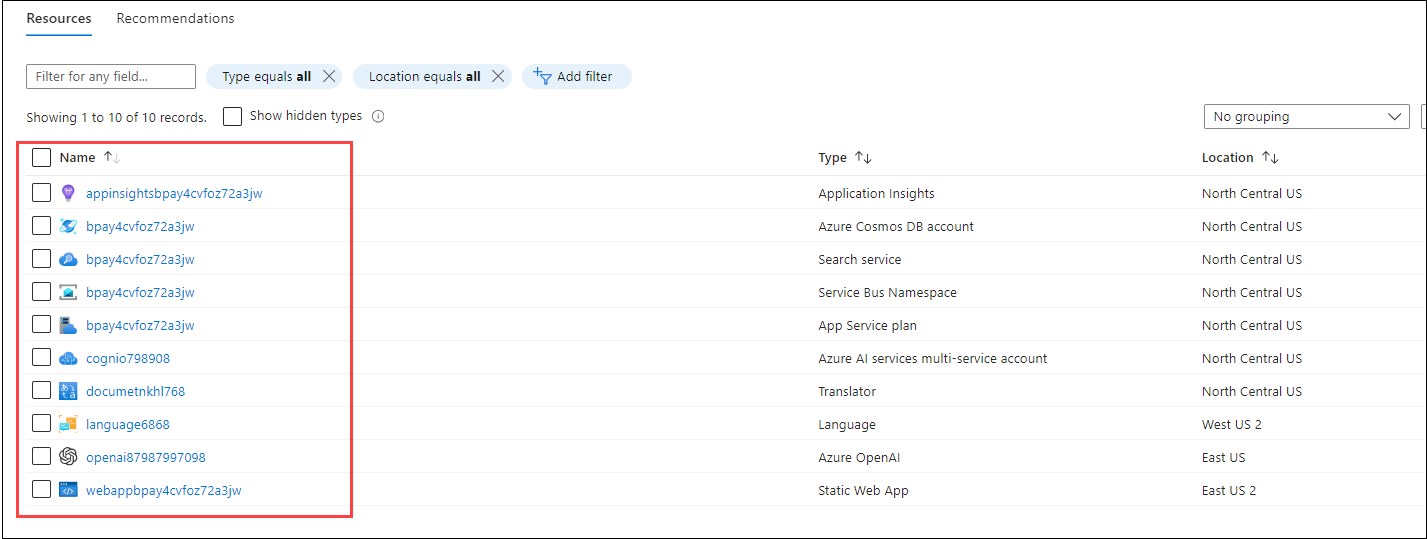 Resources Recommendations
Filter for any field... Type equals all Location equals all Add filter
Showing 1 to 10 of 10 records. Show hidden types No grouping
Name Type Location
appinsightsbpay4cvfoz72a3jw Application Insights North Central US
bpay4cvfoz72a3jw Azure Cosmos DB account North Central US
bpay4cvfoz72a3jw Search service North Central US
bpay4cvfoz72a3jw Service Bus Namespace North Central US
bpay4cvfoz72a3jw App Service plan North Central US
cognio798908 Azure AI services multi-service account North Central US
documetnkhl768 Translator North Central US
language6868 Language West US 2
openai87987997098 Azure OpenAI East US
webappbpay4cvfoz72a3jw Static Web App East US 2